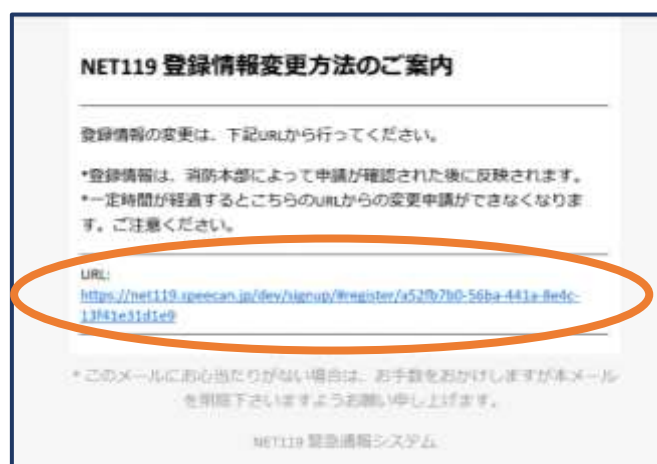 NET119 登録情報変更方法のご案内
登録情報の変更は、下記URLから行ってください。
*登録情報は、消防本部によって申請が確認された後に反映されます。
*一定時間が経過するとこちらのURLからの変更申請ができなくなりま
す。ご注意ください。
URL:
https://net119.speecan.jp/dev/signup/#register/a52fb7b0-56ba-441a-8e4c-
13f41e31d1e9
* このメールにお心当たりがない場合は、お手数をおかけしますが本メール
を削除下さいますようお願い申し上げます。
NET119 緊急通報システム